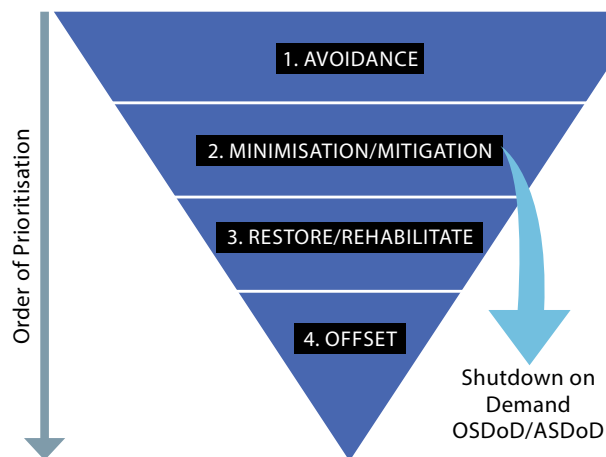 Order of Prioritisation
1. AVOIDANCE
2. MINIMISATION/MITIGATION
3. RESTORE/REHABILITATE
4. OFFSET
Shutdown on
Demand
OSDoD/ASDoD